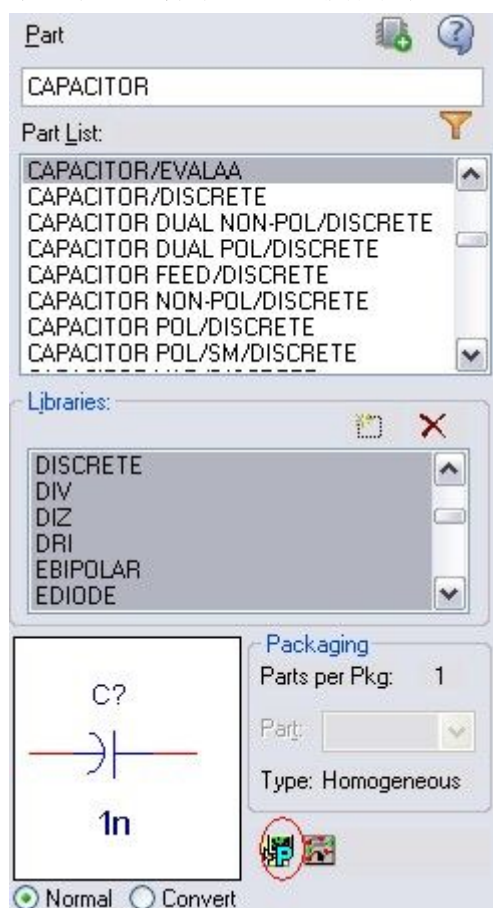 Part
CAPACITOR
Part List:
CAPACITOR/EVALAA
CAPACITOR/DISCRETE
CAPACITOR DUAL NON-POL/DISCRETE
CAPACITOR DUAL POL/DISCRETE
CAPACITOR FEED/DISCRETE
CAPACITOR NON-POL/DISCRETE
CAPACITOR POL/DISCRETE
CAPACITOR POL/SM/DISCRETE
Libraries:
DISCRETE
DIV
DIZ
DRI
EBIPOLAR
EDIODE
C?
1n
Packaging
Parts per Pkg: 1
Part:
Type: Homogeneous
P
Normal Convert